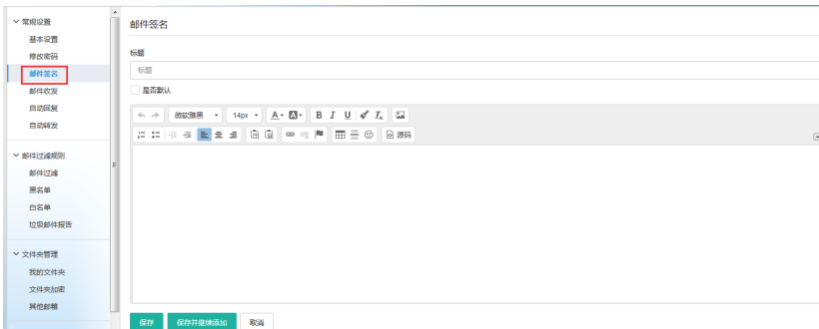 常规设置
基本设置
修改密码
邮件签名
邮件收发
自动回复
自动转发
邮件过滤规则
邮件过滤
黑名单
白名单
垃圾邮件报告
文件夹管理
我的文件夹
文件夹加密
其他邮箱
邮件签名
标题
标题
是否默认
微软雅黑 14px A A B I U Tx
源码
保存 保存并继续添加 取消